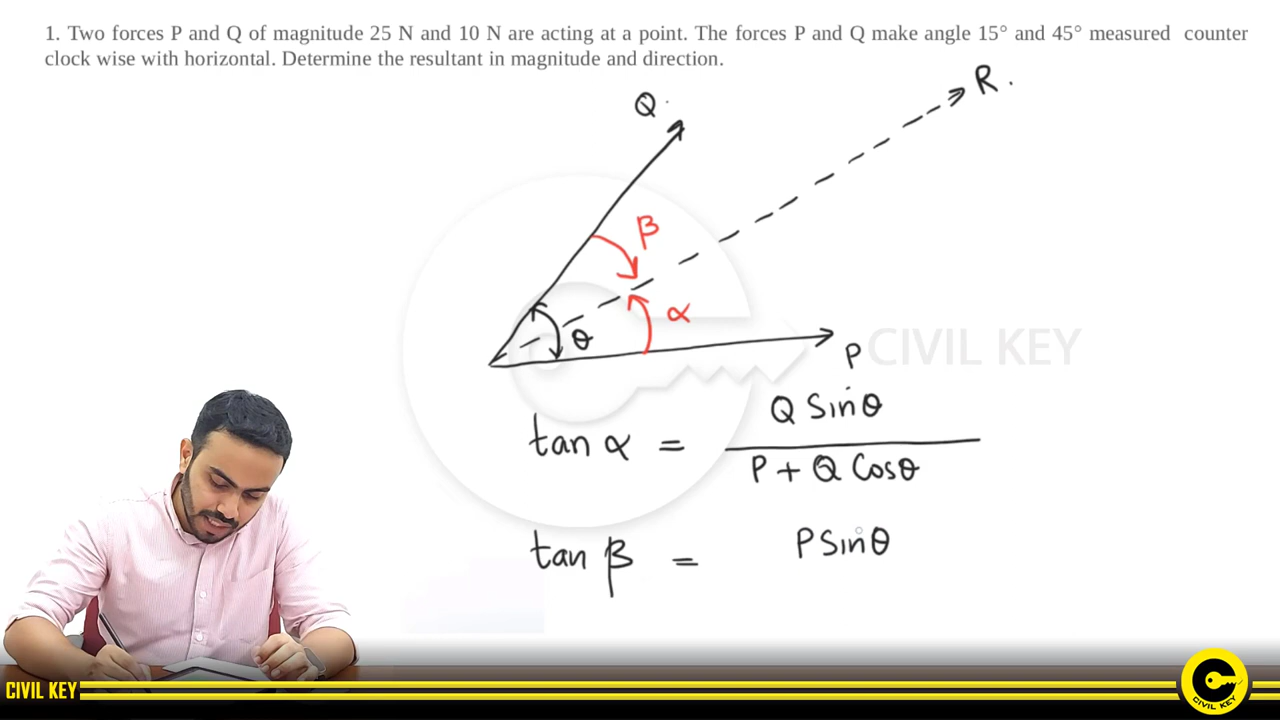 1. Two forces P and Q of magnitude 25 N and 10 N are acting at a point. The forces P and Q make angle 15° and 45° measured counter
clock wise with horizontal. Determine the resultant in magnitude and direction.
R.
Q
β
α
θ
P
CIVIL KEY
tan α = Q Sinθ / P + Q Cosθ
tan β = P Sinθ
CIVIL KEY
CIVIL KEY